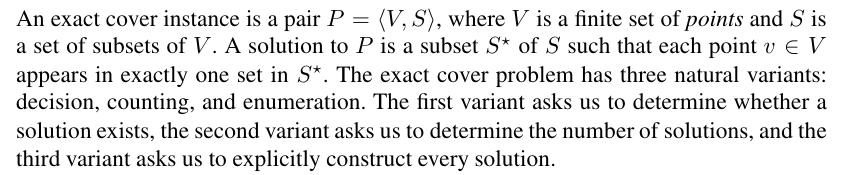 An exact cover instance is a pair P = ⟨V, S⟩, where V is a finite set of points and S is
a set of subsets of V. A solution to P is a subset S⋆ of S such that each point v ∈ V
appears in exactly one set in S⋆. The exact cover problem has three natural variants:
decision, counting, and enumeration. The first variant asks us to determine whether a
solution exists, the second variant asks us to determine the number of solutions, and the
third variant asks us to explicitly construct every solution.